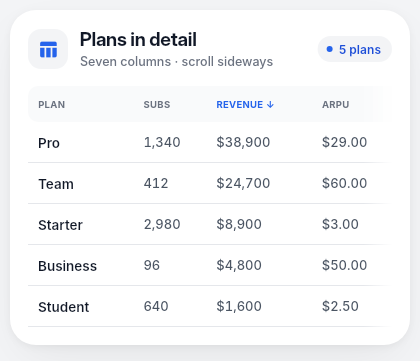 Plans in detail
Seven columns · scroll sideways
5 plans
PLAN SUBS REVENUE ↓ ARPU
Pro 1,340 $38,900 $29.00
Team 412 $24,700 $60.00
Starter 2,980 $8,900 $3.00
Business 96 $4,800 $50.00
Student 640 $1,600 $2.50